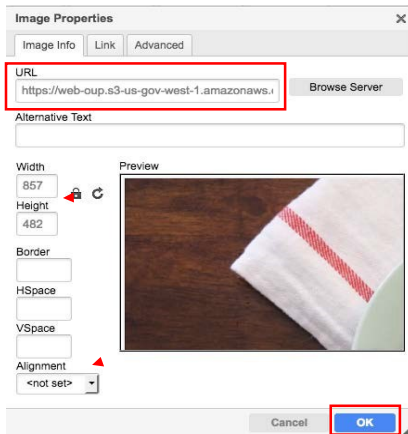 Image Properties
Image Info Link Advanced
URL
https://web-oup.s3-us-gov-west-1.amazonaws. Browse Server
Alternative Text
Width Preview
857
Height
482
Border
HSpace
VSpace
Alignment
<not set>
Cancel OK